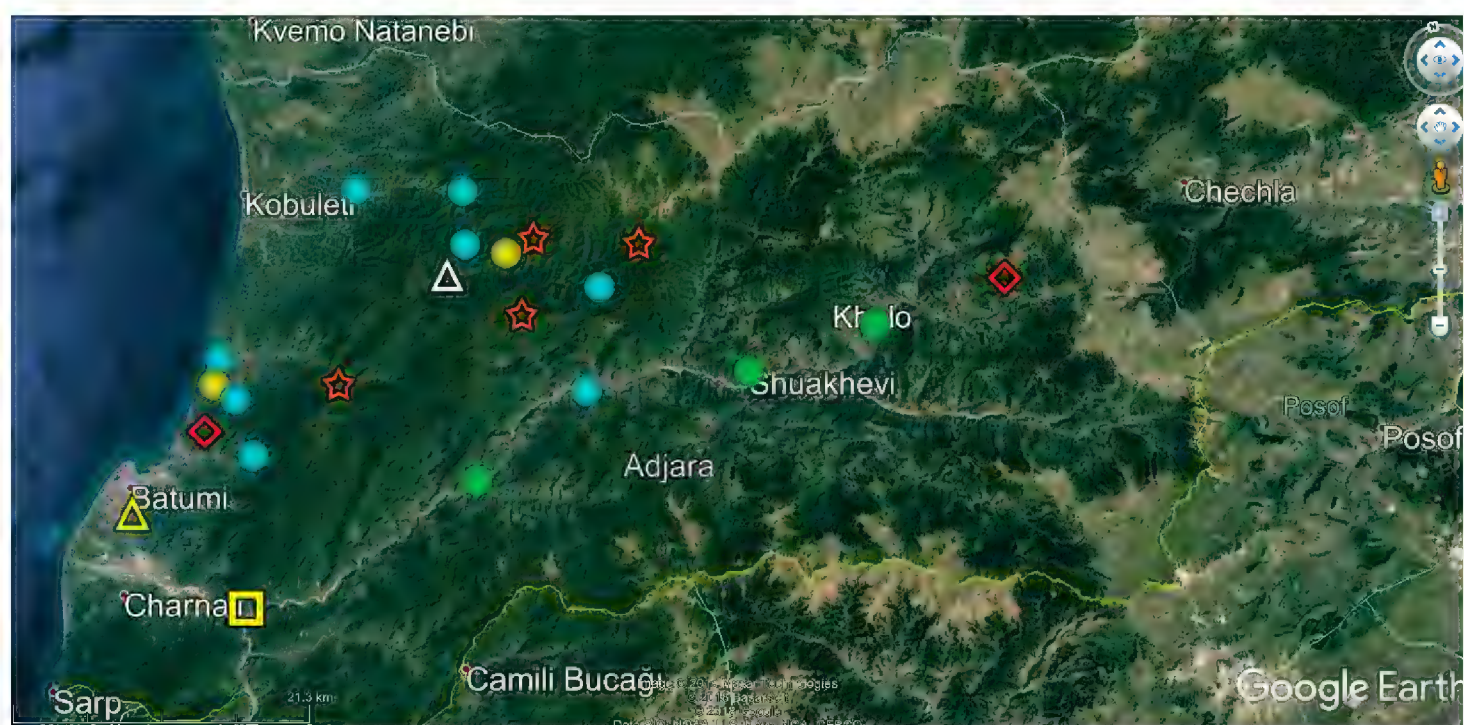 Kvemo Natanebi
N
Chechla
Kobuleti
Khulo
Shuakhevi
Posof
Posof
Adjara
Batumi
Charnali
Camili Bucağı
Google Earth
Sarp
21.3 km